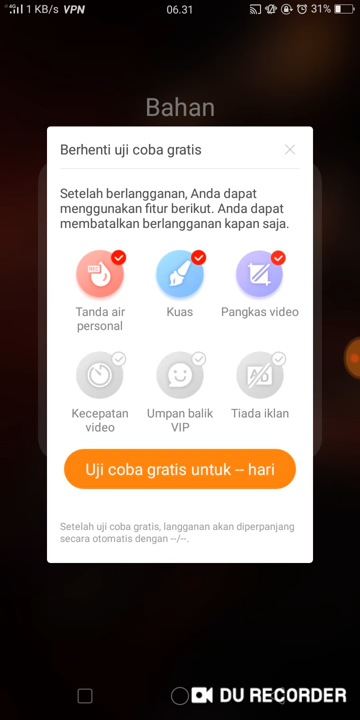 1 KB/s VPN 06.31 31%
Bahan
Berhenti uji coba gratis
Setelah berlangganan, Anda dapat
menggunakan fitur berikut. Anda dapat
membatalkan berlangganan kapan saja.
Tanda air
personal
Kuas
Pangkas video
Kecepatan
video
Umpan balik
VIP
Tiada iklan
Uji coba gratis untuk -- hari
Setelah uji coba gratis, langganan akan diperpanjang
secara otomatis dengan --/--.
DU RECORDER